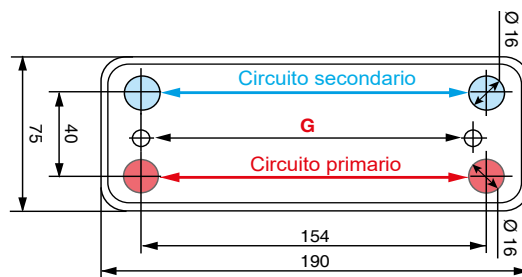 Ø 16
Circuito secondario
G
Circuito primario
75
40
154
190
Ø 16